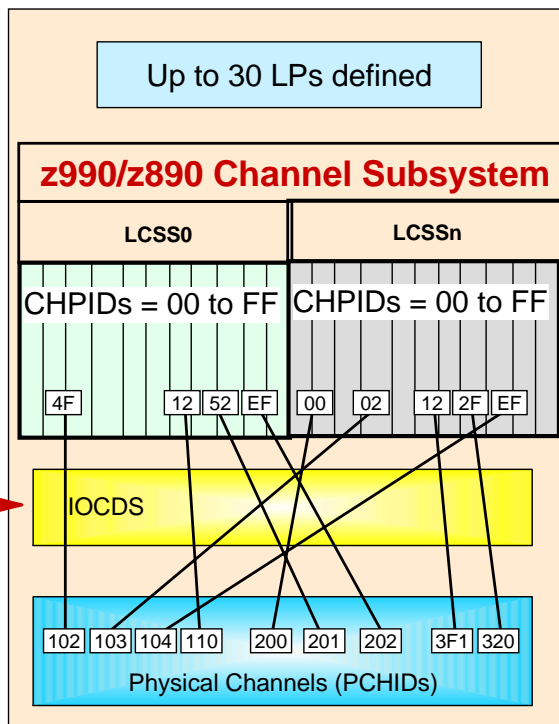 Up to 30 LPs defined
z990/z890 Channel Subsystem
LCSS0 LCSSn
CHPIDs = 00 to FF CHPIDs = 00 to FF
4F 12 52 EF 00 02 12 2F EF
IOCDS
102 103 104 110 200 201 202 3F1 320
Physical Channels (PCHIDs)